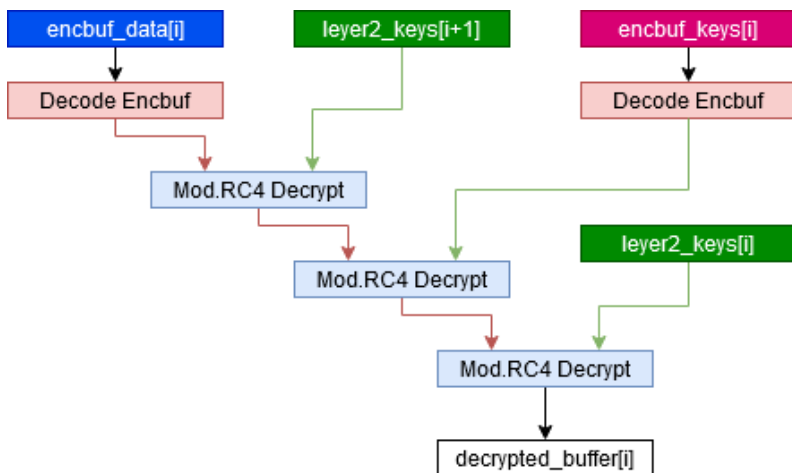 encbuf_data[i]
leyer2_keys[i+1]
encbuf_keys[i]
Decode Encbuf
Decode Encbuf
Mod.RC4 Decrypt
leyer2_keys[i]
Mod.RC4 Decrypt
Mod.RC4 Decrypt
decrypted_buffer[i]